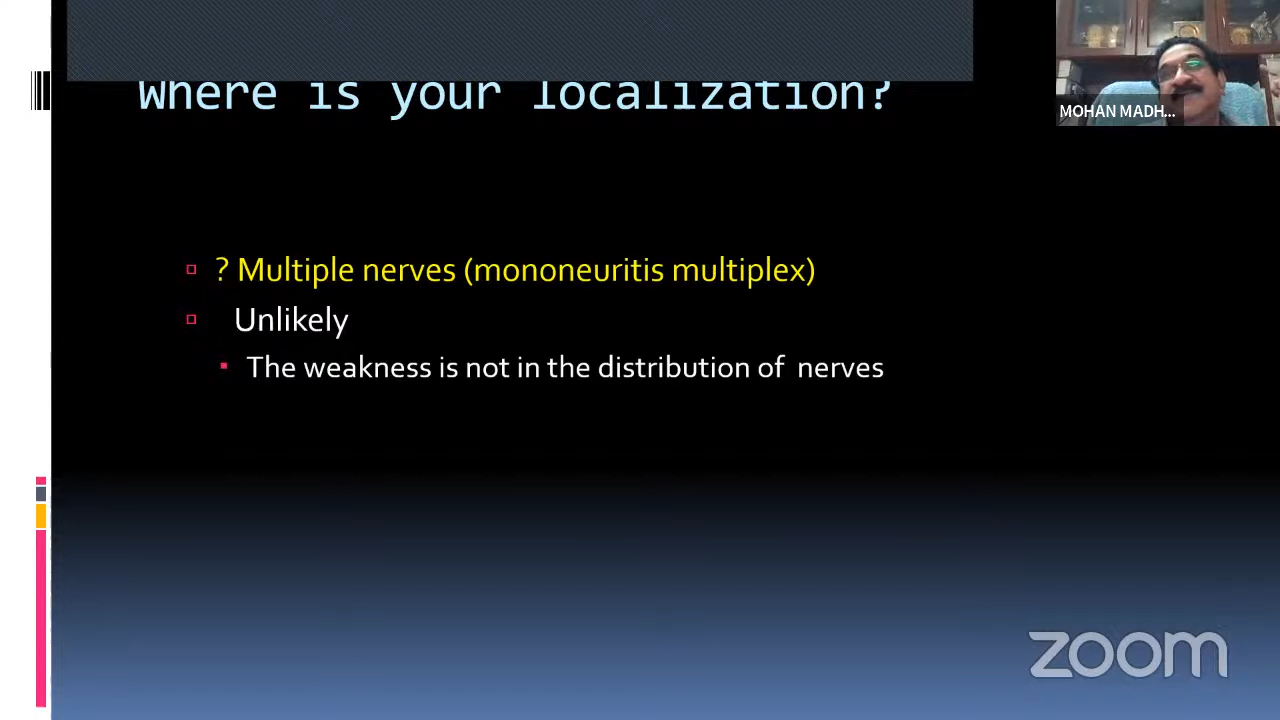 Where is your localization?
MOHAN MADH...
? Multiple nerves (mononeuritis multiplex)
Unlikely
The weakness is not in the distribution of nerves
zoom